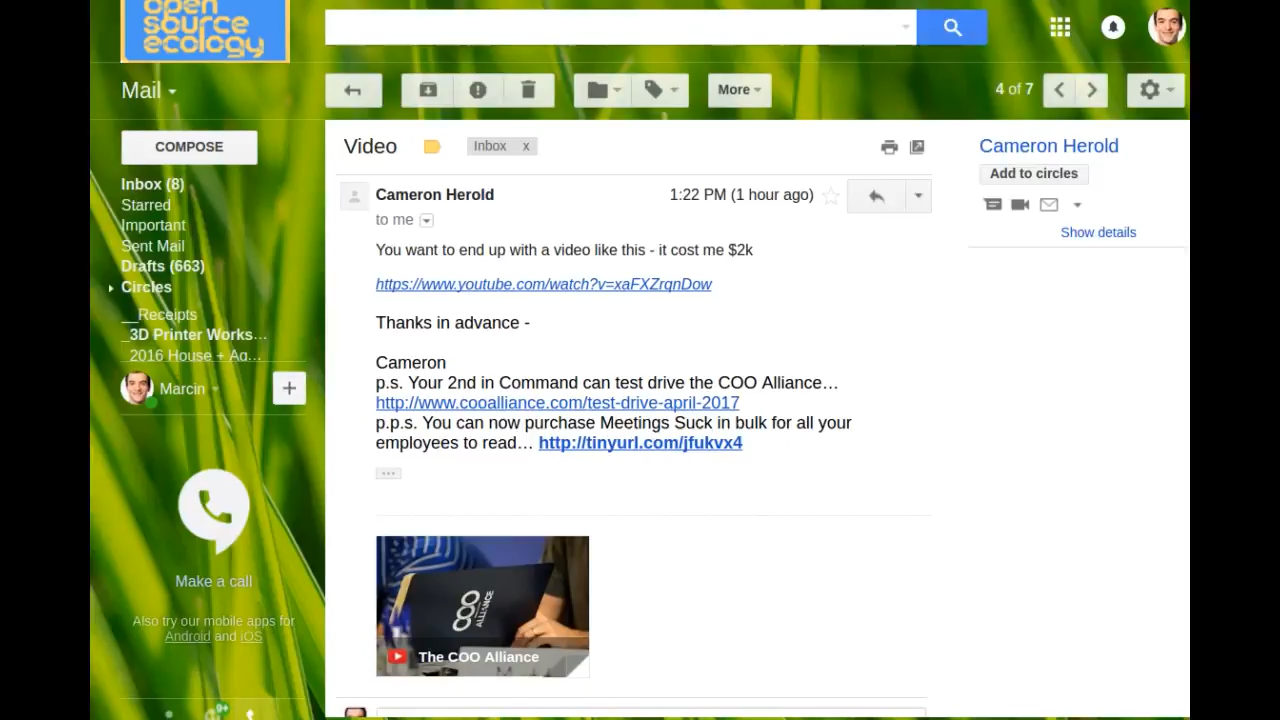 open
source
ecology
Mail
4 of 7
More
COMPOSE
Inbox (8)
Starred
Important
Sent Mail
Drafts (663)
Circles
__Receipts
_3D Printer Works...
_2016 House + Ag...
Marcin
Make a call
Also try our mobile apps for
Android and iOS
Video
Inbox x
Cameron Herold
1:22 PM (1 hour ago)
to me
You want to end up with a video like this - it cost me $2k
https://www.youtube.com/watch?v=xaFXZrqnDow
Thanks in advance -
Cameron
p.s. Your 2nd in Command can test drive the COO Alliance…
http://www.cooalliance.com/test-drive-april-2017
p.p.s. You can now purchase Meetings Suck in bulk for all your
employees to read… http://tinyurl.com/jfukvx4
COO
ALLIANCE
The COO Alliance
Cameron Herold
Add to circles
Show details